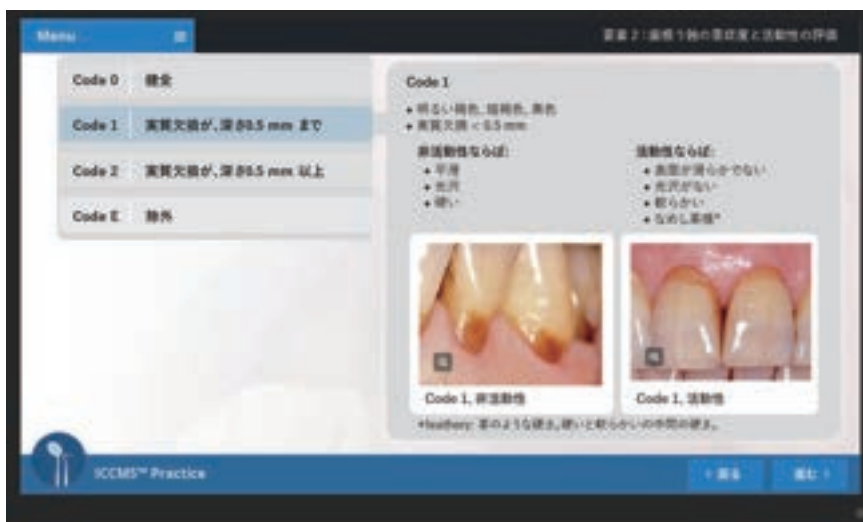 Menu
要素 2：歯根う蝕の重症度と活動性の評価
Code 0 健全
Code 1 実質欠損が、深さ0.5 mm まで
Code 2 実質欠損が、深さ0.5 mm 以上
Code E 除外
Code 1
• 明るい褐色、暗褐色、黒色
• 実質欠損 < 0.5 mm
非活動性ならば:
• 平滑
• 光沢
• 硬い
活動性ならば:
• 表面が滑らかでない
• 光沢がない
• 軟らかい
• なめし革様*
Code 1, 非活動性
Code 1, 活動性
*leathery: 革のような硬さ。硬いと軟らかいの中間の硬さ。
ICCMS™ Practice
‹ 戻る
進む ›